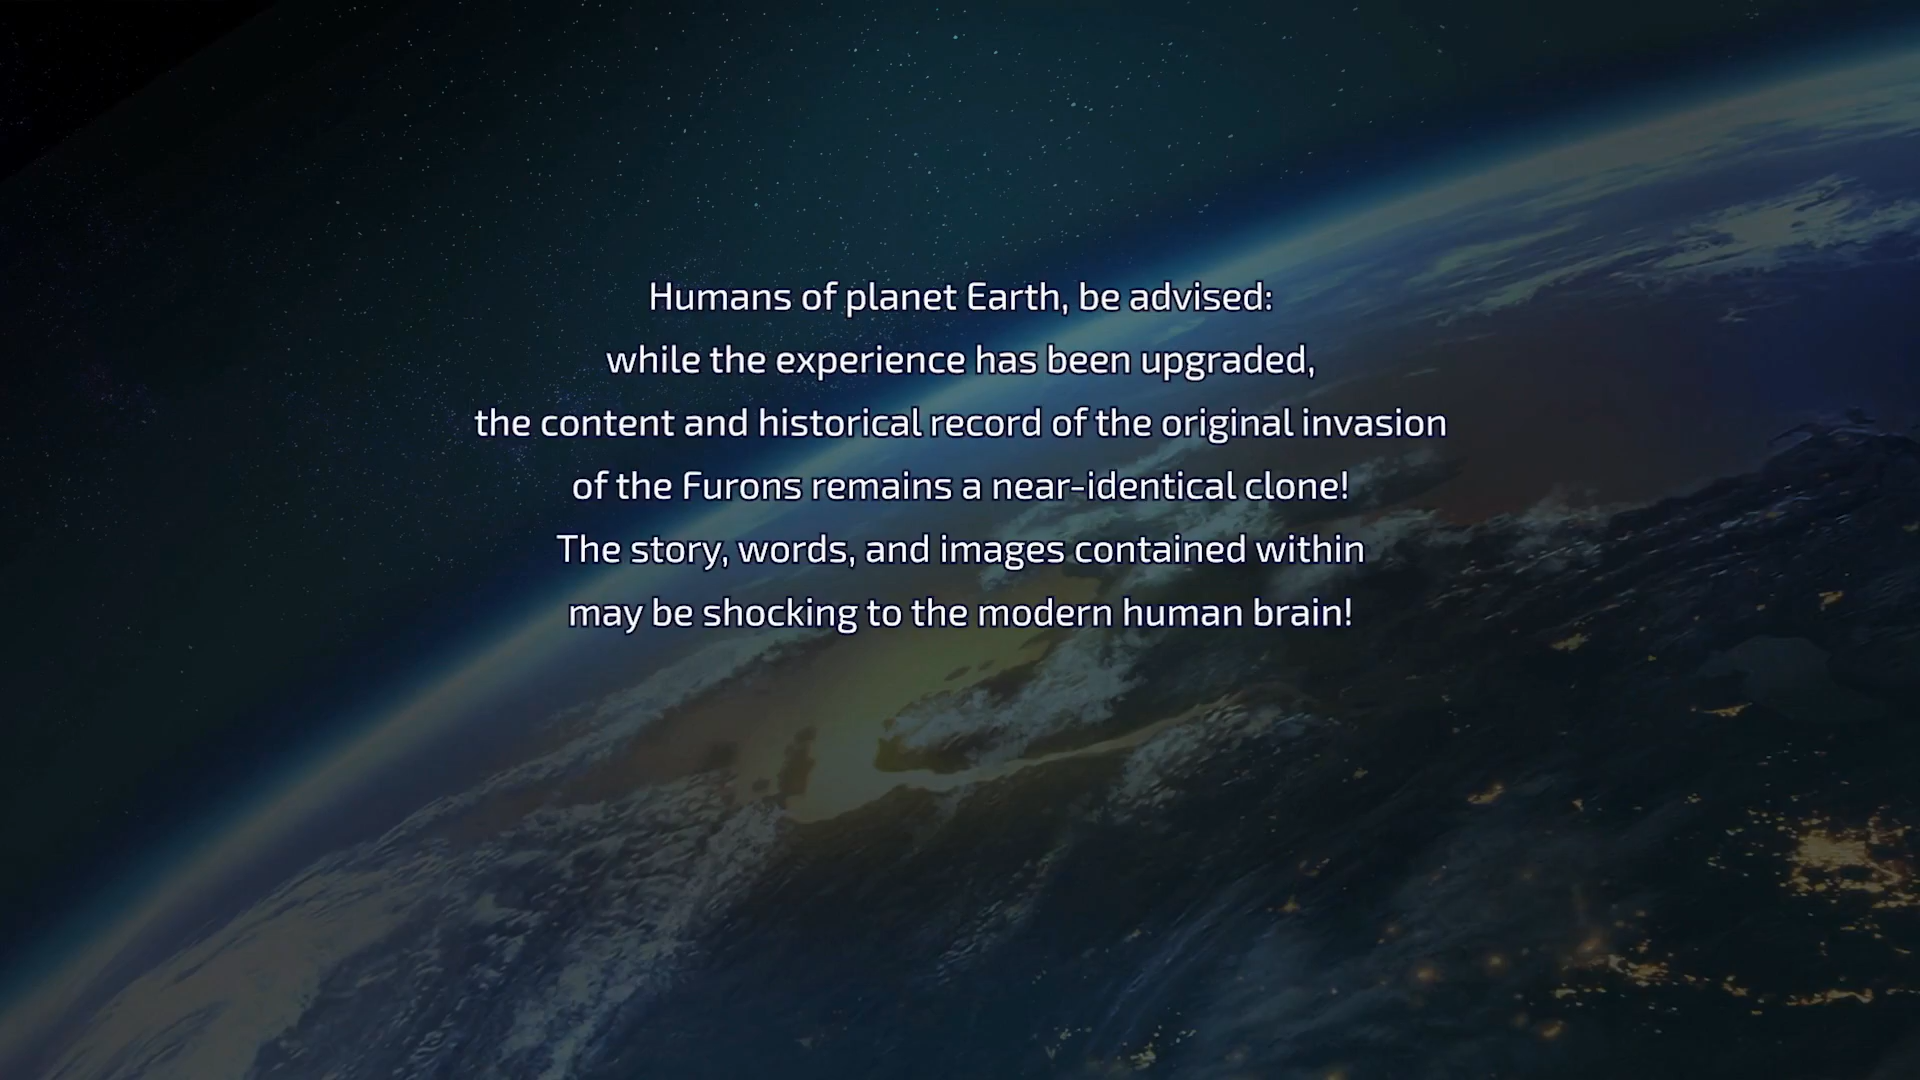 Humans of planet Earth, be advised:
while the experience has been upgraded,
the content and historical record of the original invasion
of the Furons remains a near-identical clone!
The story, words, and images contained within
may be shocking to the modern human brain!